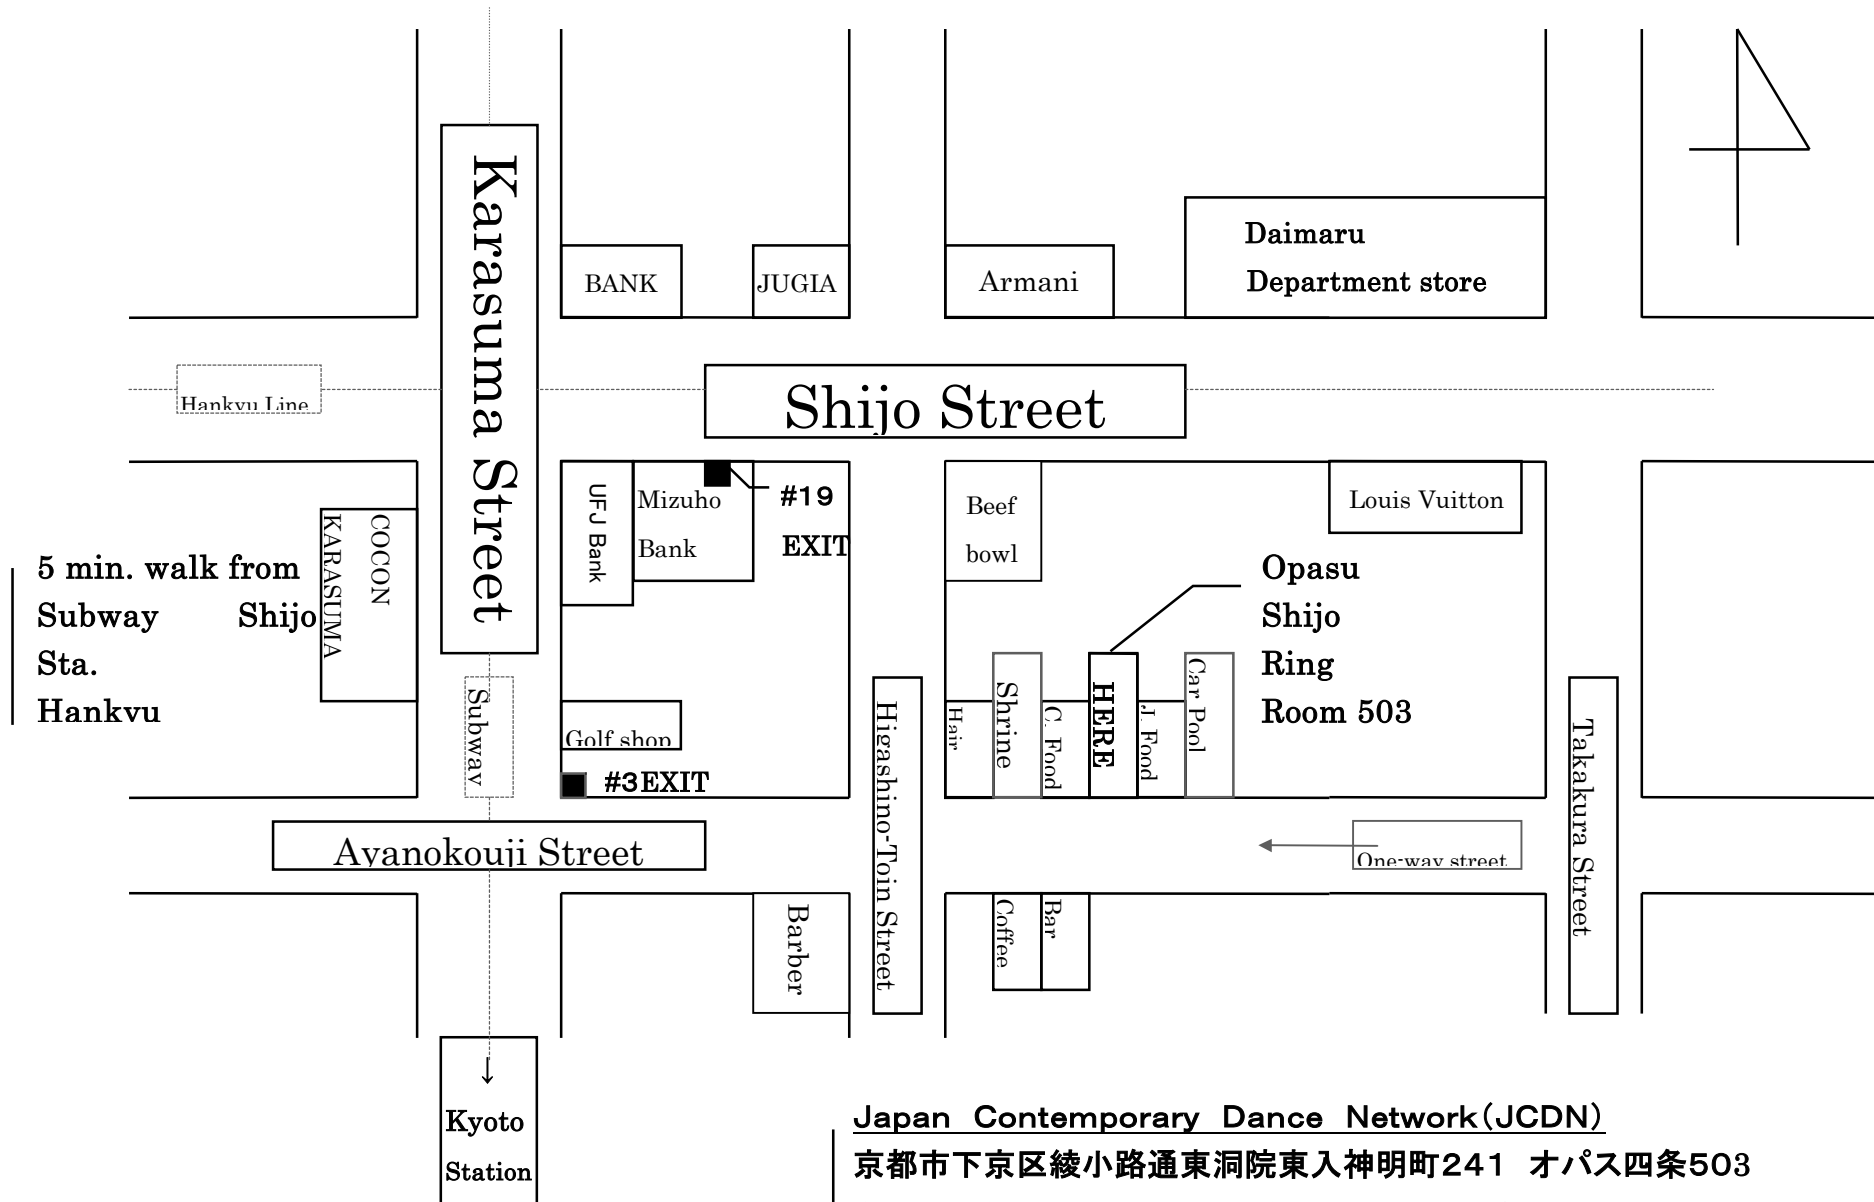 Karasuma Street
BANK
JUGIA
Armani
Daimaru
Department store
Hankyu Line
Shijo Street
COCON
KARASUMA
UFJ Bank
Mizuho
Bank
#19
EXIT
Beef
bowl
Louis Vuitton
5 min. walk from
Subway Shijo
Sta.
Hankyu
Opasu
Shijo
Ring
Room 503
Subway
Golf shop
#3EXIT
Hair
Shrine
C. Food
HERE
J. Food
Car Pool
Higashino-Toin Street
Takakura Street
Ayanokouji Street
One-way street
Barber
Coffee
Bar
Kyoto
Station
Japan Contemporary Dance Network(JCDN)
京都市下京区綾小路通東洞院東入神明町241 オパス四条503